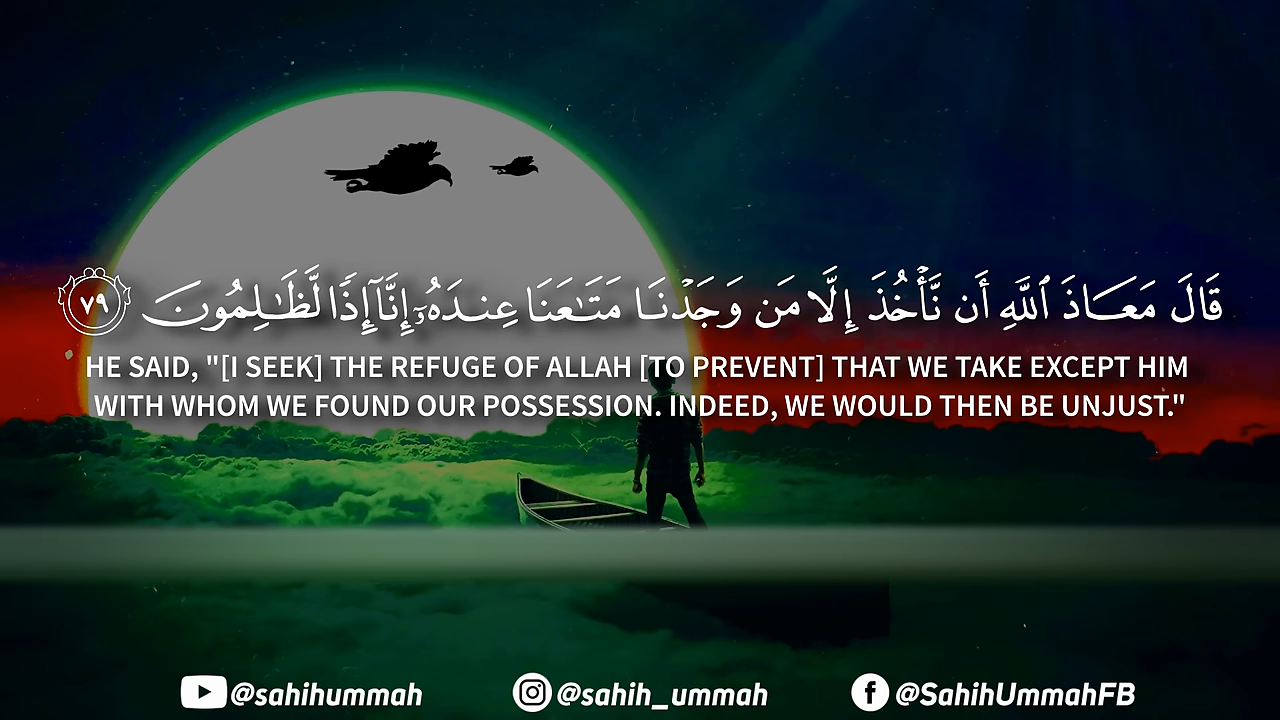 قَالَ مَعَاذَ ٱللَّهِ أَن نَّأۡخُذَ إِلَّا مَن وَجَدۡنَا مَتَـٰعَنَا عِندَهُۥٓ إِنَّآ إِذًا لَّظَـٰلِمُونَ ٧٩
HE SAID, "[I SEEK] THE REFUGE OF ALLAH [TO PREVENT] THAT WE TAKE EXCEPT HIM
WITH WHOM WE FOUND OUR POSSESSION. INDEED, WE WOULD THEN BE UNJUST."
@sahihummah @sahih_ummah @SahihUmmahFB